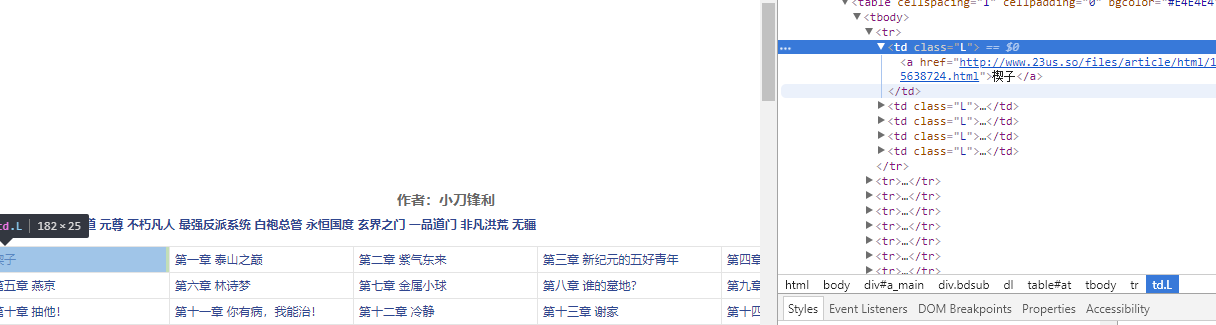 <table cellspacing="1" cellpadding="0" bgcolor="#E4E4E4"
<tbody>
<tr>
<td class="L"> == $0
<a href="http://www.23us.so/files/article/html/1
5638724.html">楔子</a>
</td>
<td class="L">…</td>
<td class="L">…</td>
<td class="L">…</td>
<td class="L">…</td>
</tr>
<tr>…</tr>
<tr>…</tr>
<tr>…</tr>
<tr>…</tr>
<tr>…</tr>
<tr>…</tr>
<tr>…</tr>
html body div#a_main div.bdsub dl table#at tbody tr td.L
Styles Event Listeners DOM Breakpoints Properties Accessibility
作者：小刀锋利
道 元尊 不朽凡人 最强反派系统 白袍总管 永恒国度 玄界之门 一品道门 非凡洪荒 无疆
td.L 182×25
楔子 第一章 泰山之巅 第二章 紫气东来 第三章 新纪元的五好青年 第四章
第五章 燕京 第六章 林诗梦 第七章 金属小球 第八章 谁的墓地？ 第九章
第十章 抽他！ 第十一章 你有病，我能治！ 第十二章 冷静 第十三章 谢家 第十四